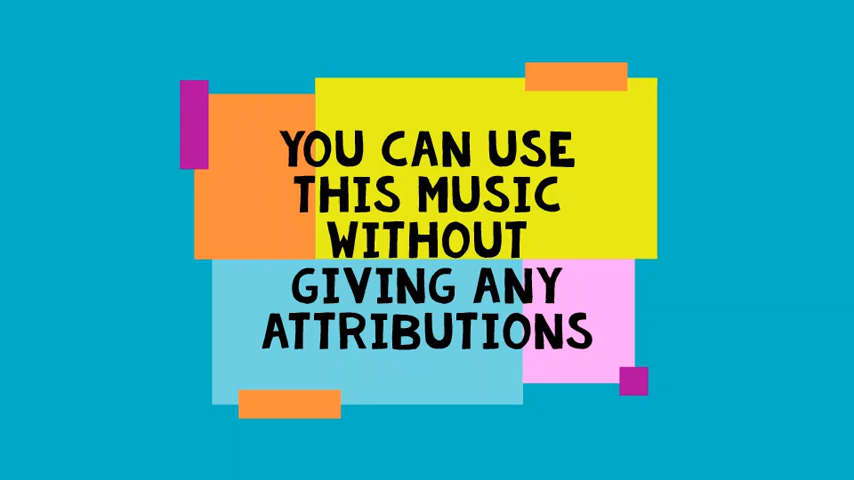 YOU CAN USE
THIS MUSIC
WITHOUT
GIVING ANY
ATTRIBUTIONS